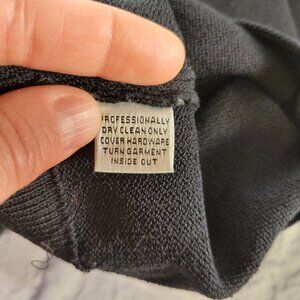 PROFESSIONALLY
DRY CLEAN ONLY
COVER HARDWARE
TURN GARMENT
INSIDE OUT